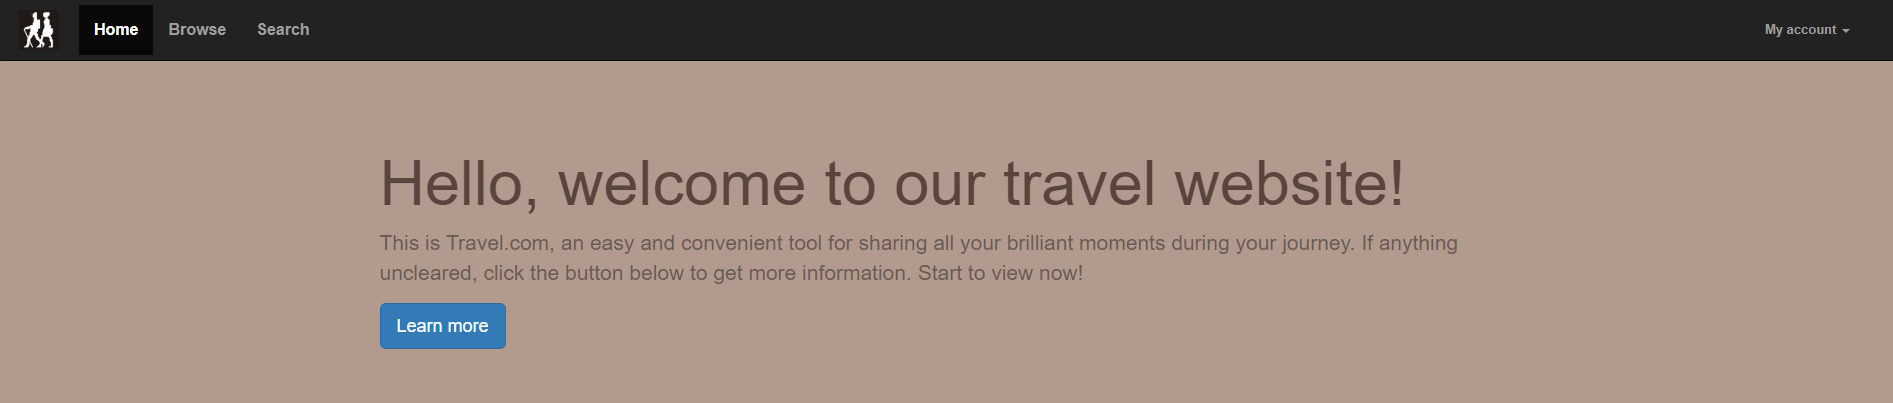 Home Browse Search My account
Hello, welcome to our travel website!
This is Travel.com, an easy and convenient tool for sharing all your brilliant moments during your journey. If anything
uncleared, click the button below to get more information. Start to view now!
Learn more